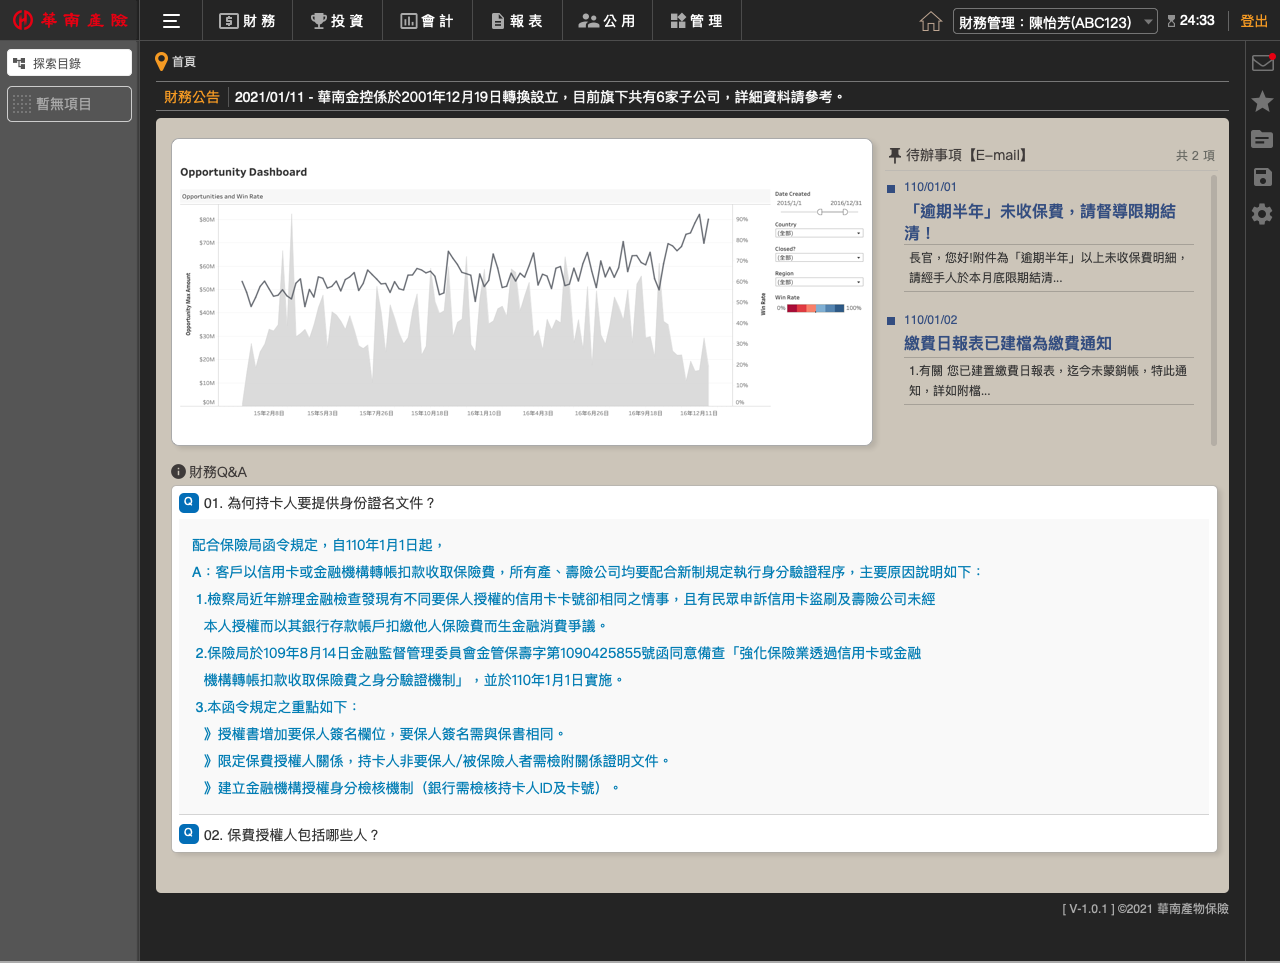 華南產險
財務
投資
會計
報表
公用
管理
財務管理：陳怡芳(ABC123)
24:33
登出
探索目錄
暫無項目
首頁
財務公告
2021/01/11 - 華南金控係於2001年12月19日轉換設立，目前旗下共有6家子公司，詳細資料請參考。
Opportunity Dashboard
Opportunities and Win Rate
$80M
$70M
$60M
$50M
$40M
$30M
$20M
$10M
$0M
Opportunity Max Amount
90%
80%
70%
60%
50%
40%
30%
20%
10%
0%
Win Rate
15年2月8日
15年5月3日
15年7月26日
15年10月18日
16年1月10日
16年4月3日
16年6月26日
16年9月18日
16年12月11日
Date Created
2015/1/1
2016/12/31
Country
(全部)
Closed?
(全部)
Region
(全部)
Win Rate
0%
100%
待辦事項【E-mail】
共 2 項
110/01/01
「逾期半年」未收保費，請督導限期結
清！
長官，您好!附件為「逾期半年」以上未收保費明細，
請經手人於本月底限期結清...
110/01/02
繳費日報表已建檔為繳費通知
1.有關 您已建置繳費日報表，迄今未蒙銷帳，特此通
知，詳如附檔...
財務Q&A
Q 01. 為何持卡人要提供身份證名文件？
配合保險局函令規定，自110年1月1日起，
A：客戶以信用卡或金融機構轉帳扣款收取保險費，所有產、壽險公司均要配合新制規定執行身分驗證程序，主要原因說明如下：
1.檢察局近年辦理金融檢查發現有不同要保人授權的信用卡卡號卻相同之情事，且有民眾申訴信用卡盜刷及壽險公司未經
本人授權而以其銀行存款帳戶扣繳他人保險費而生金融消費爭議。
2.保險局於109年8月14日金融監督管理委員會金管保壽字第1090425855號函同意備查「強化保險業透過信用卡或金融
機構轉帳扣款收取保險費之身分驗證機制」，並於110年1月1日實施。
3.本函令規定之重點如下：
》授權書增加要保人簽名欄位，要保人簽名需與保書相同。
》限定保費授權人關係，持卡人非要保人/被保險人者需檢附關係證明文件。
》建立金融機構授權身分檢核機制（銀行需檢核持卡人ID及卡號）。
Q 02. 保費授權人包括哪些人？
[ V-1.0.1 ] ©2021 華南產物保險